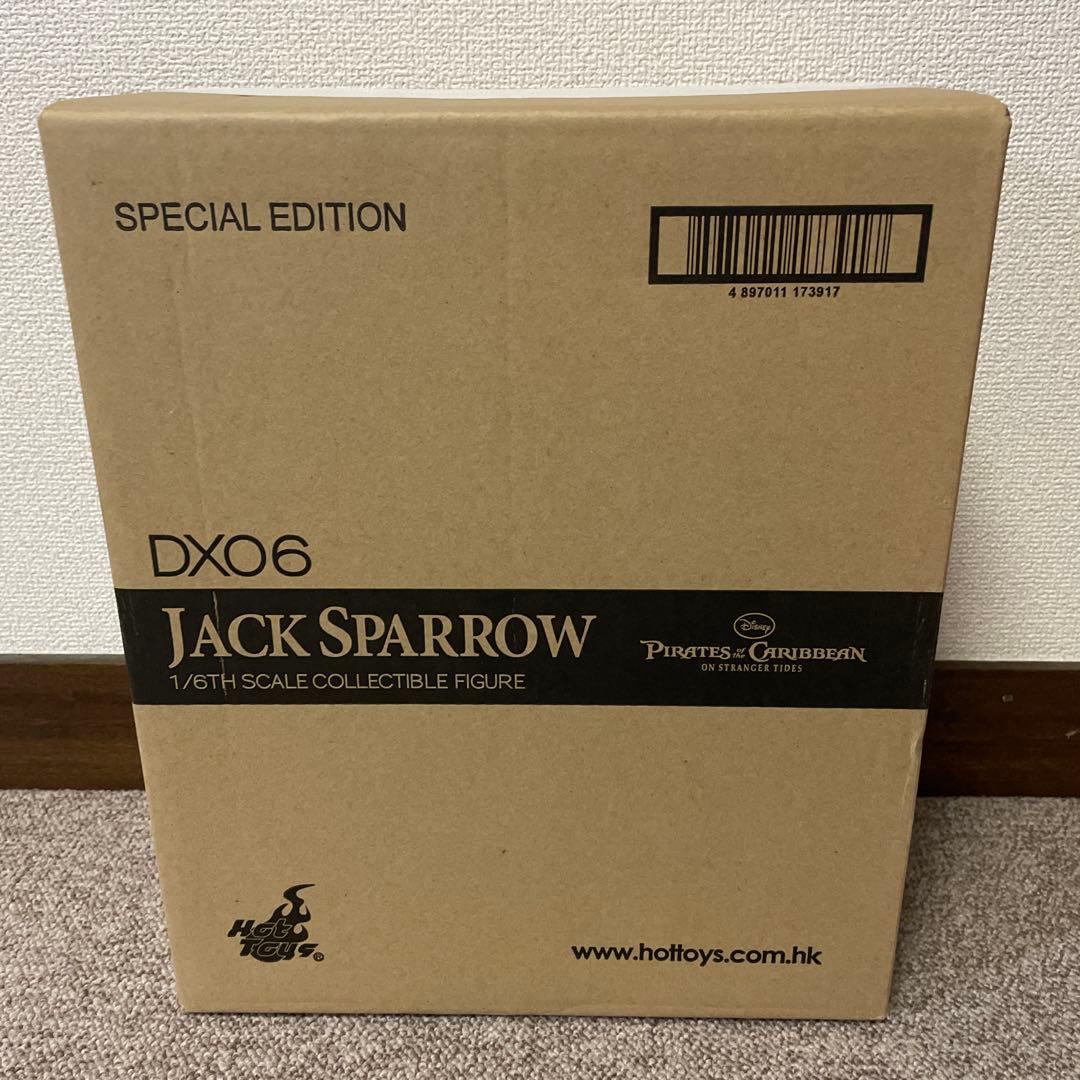 SPECIAL EDITION
4 897011 173917
DX06
JACK SPARROW
1/6TH SCALE COLLECTIBLE FIGURE
Disney
PIRATES of the CARIBBEAN
ON STRANGER TIDES
Hot
Toys®
www.hottoys.com.hk